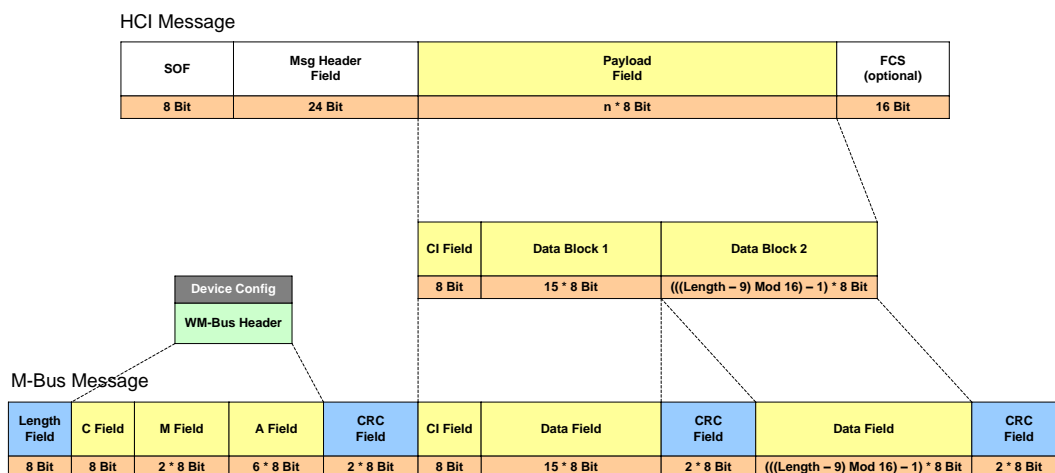 HCI Message
SOF
Msg Header
Field
Payload
Field
FCS
(optional)
8 Bit
24 Bit
n * 8 Bit
16 Bit
CI Field
Data Block 1
Data Block 2
8 Bit
15 * 8 Bit
(((Length – 9) Mod 16) – 1) * 8 Bit
Device Config
WM-Bus Header
M-Bus Message
Length
Field
C Field
M Field
A Field
CRC
Field
CI Field
Data Field
CRC
Field
Data Field
CRC
Field
8 Bit
8 Bit
2 * 8 Bit
6 * 8 Bit
2 * 8 Bit
8 Bit
15 * 8 Bit
2 * 8 Bit
(((Length – 9) Mod 16) – 1) * 8 Bit
2 * 8 Bit